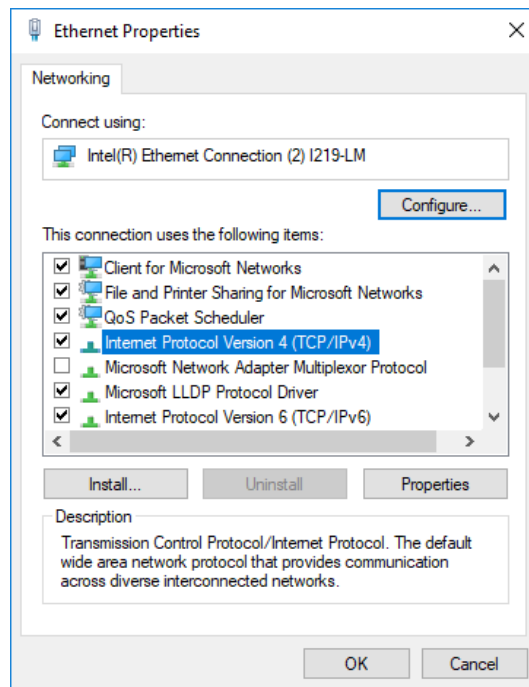 Ethernet Properties
Networking
Connect using:
Intel(R) Ethernet Connection (2) I219-LM
Configure...
This connection uses the following items:
Client for Microsoft Networks
File and Printer Sharing for Microsoft Networks
QoS Packet Scheduler
Internet Protocol Version 4 (TCP/IPv4)
Microsoft Network Adapter Multiplexor Protocol
Microsoft LLDP Protocol Driver
Internet Protocol Version 6 (TCP/IPv6)
Install... Uninstall Properties
Description
Transmission Control Protocol/Internet Protocol. The default
wide area network protocol that provides communication
across diverse interconnected networks.
OK Cancel